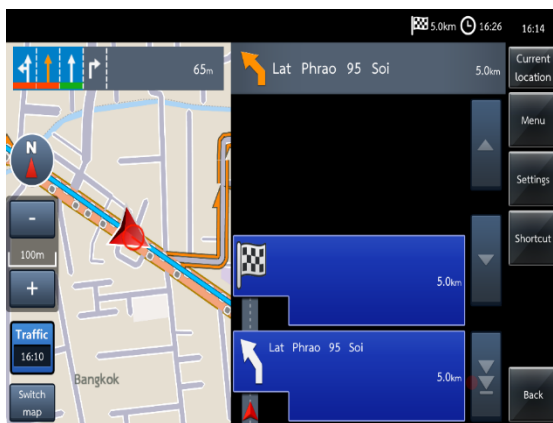 5.0km 16:26 16:14
65m
Lat Phrao 95 Soi 5.0km
Current
location
N
Menu
Settings
-
100m
+
Shortcut
5.0km
Traffic
16:10
Lat Phrao 95 Soi
5.0km
Bangkok
Switch
map
Back